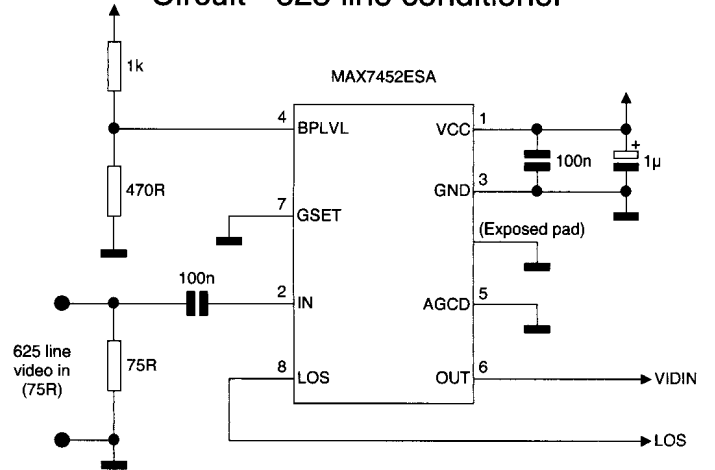 Circuit - 625 line conditioner
1k
MAX7452ESA
4 BPLVL
VCC 1
470R
100n
+
1µ
GND 3
7 GSET
(Exposed pad)
100n
2 IN
AGCD 5
625 line
video in
(75R)
75R
8 LOS
OUT 6
VIDIN
LOS